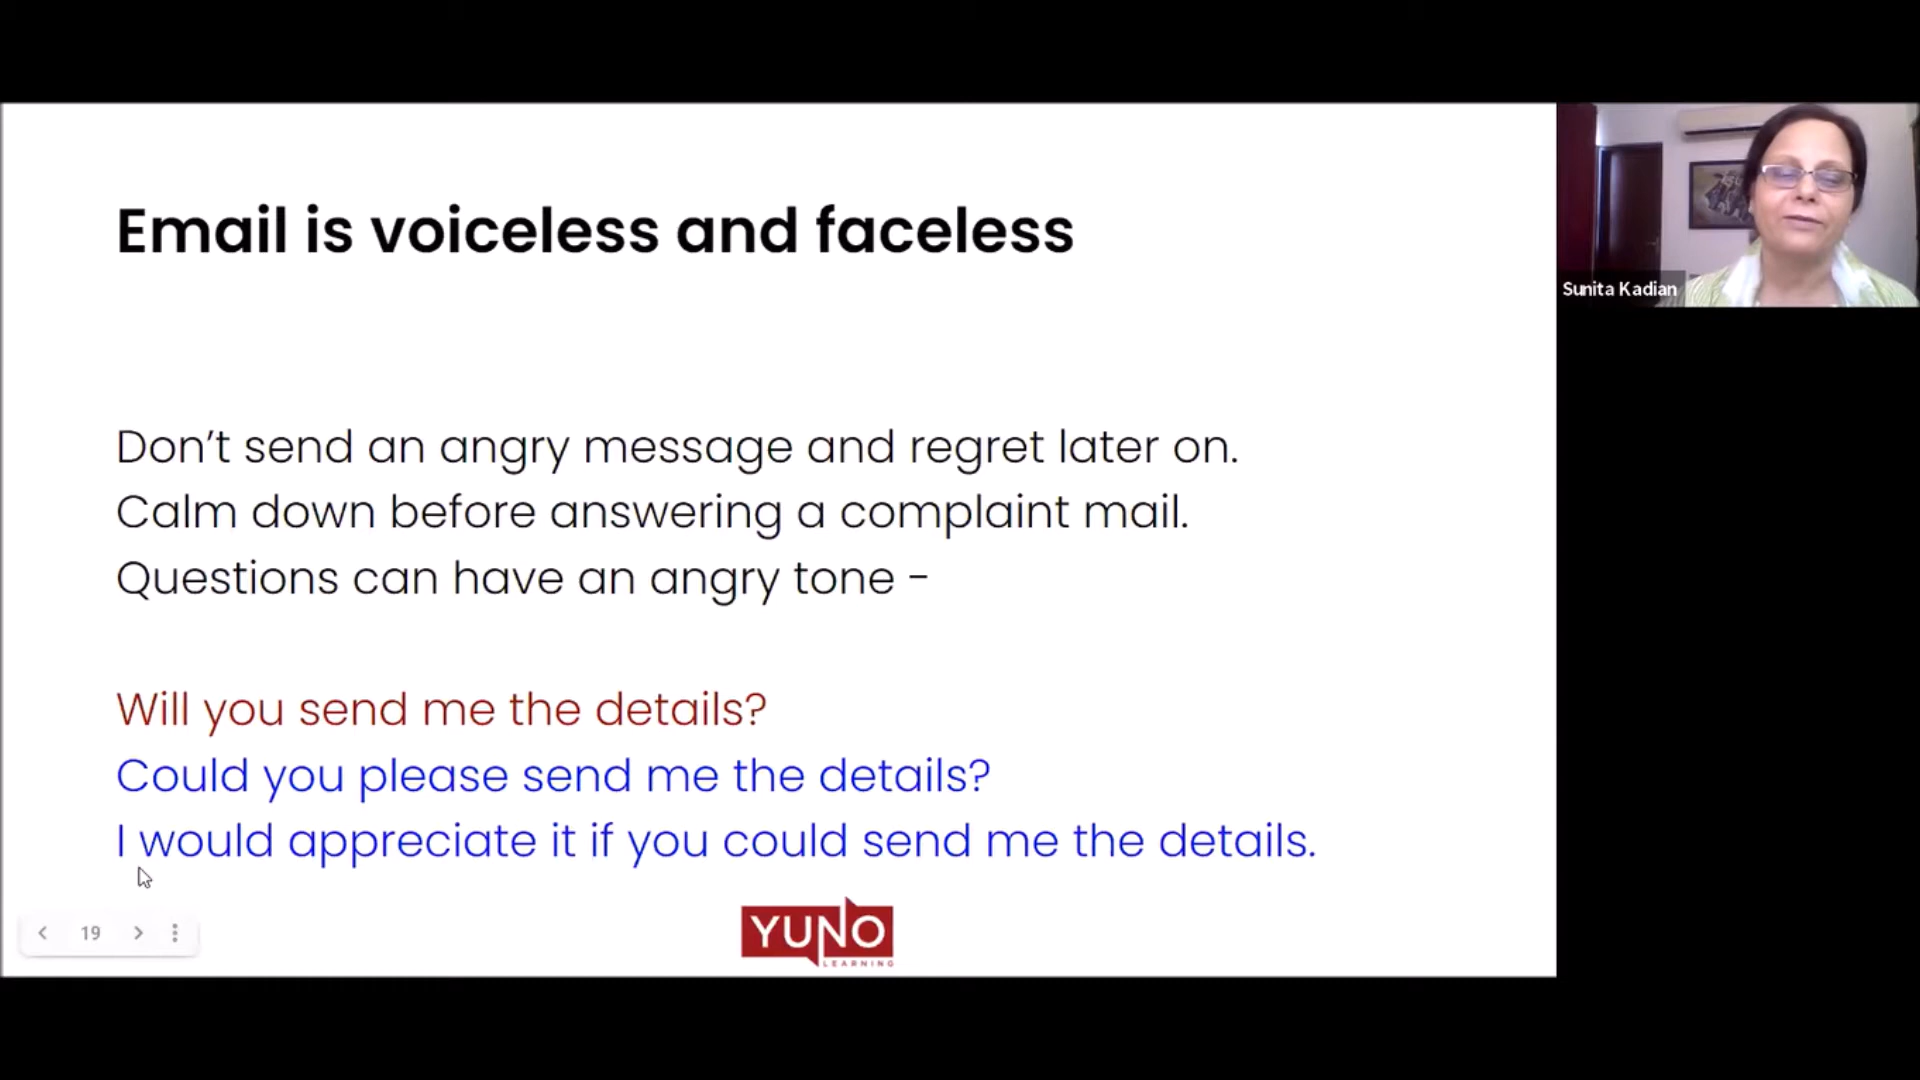 Email is voiceless and faceless
Sunita Kadian
Don’t send an angry message and regret later on.
Calm down before answering a complaint mail.
Questions can have an angry tone -
Will you send me the details?
Could you please send me the details?
I would appreciate it if you could send me the details.
19
YUNO
LEARNING